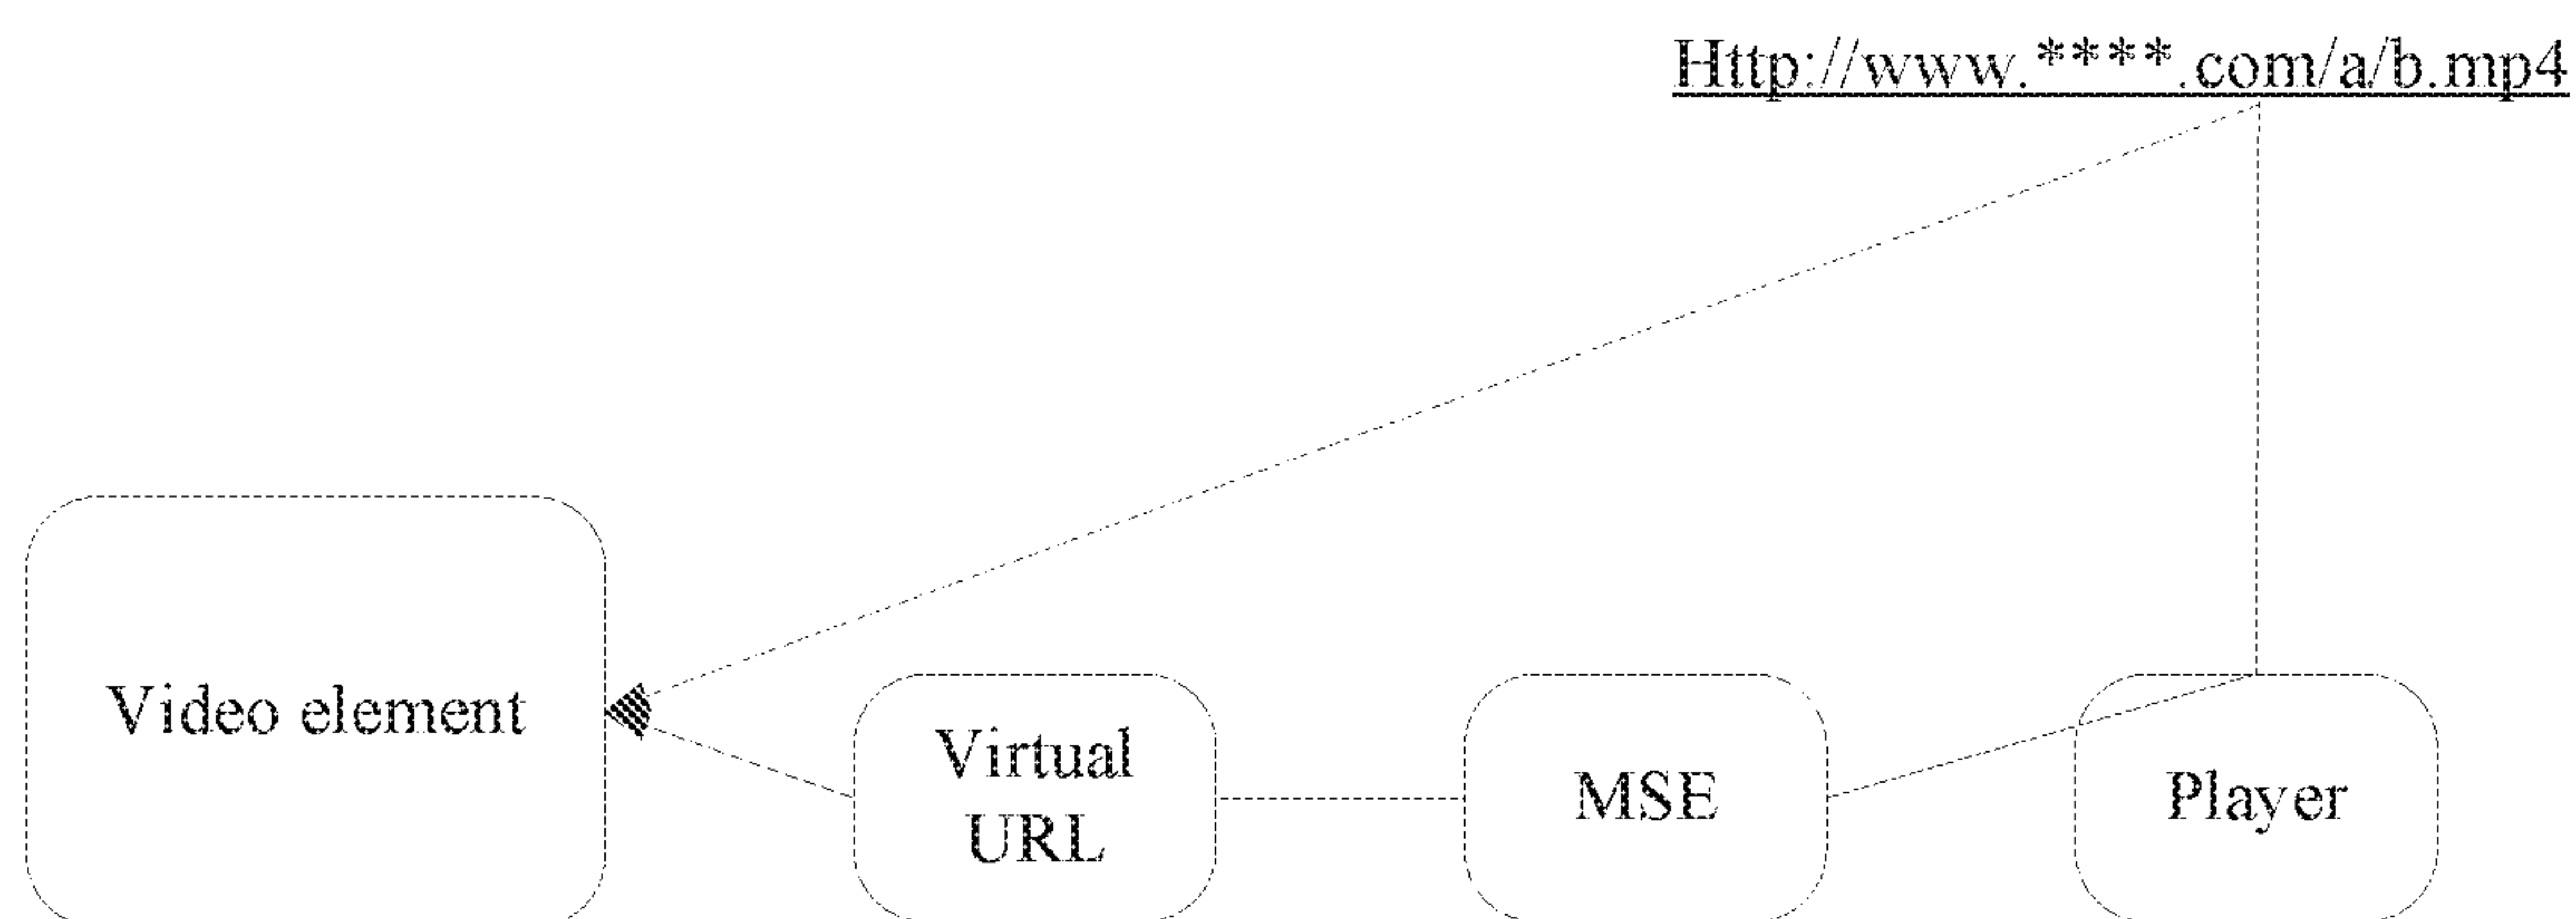 Http://www.****.com/a/b.mp4
Video element
Virtual
URL
MSE
Player